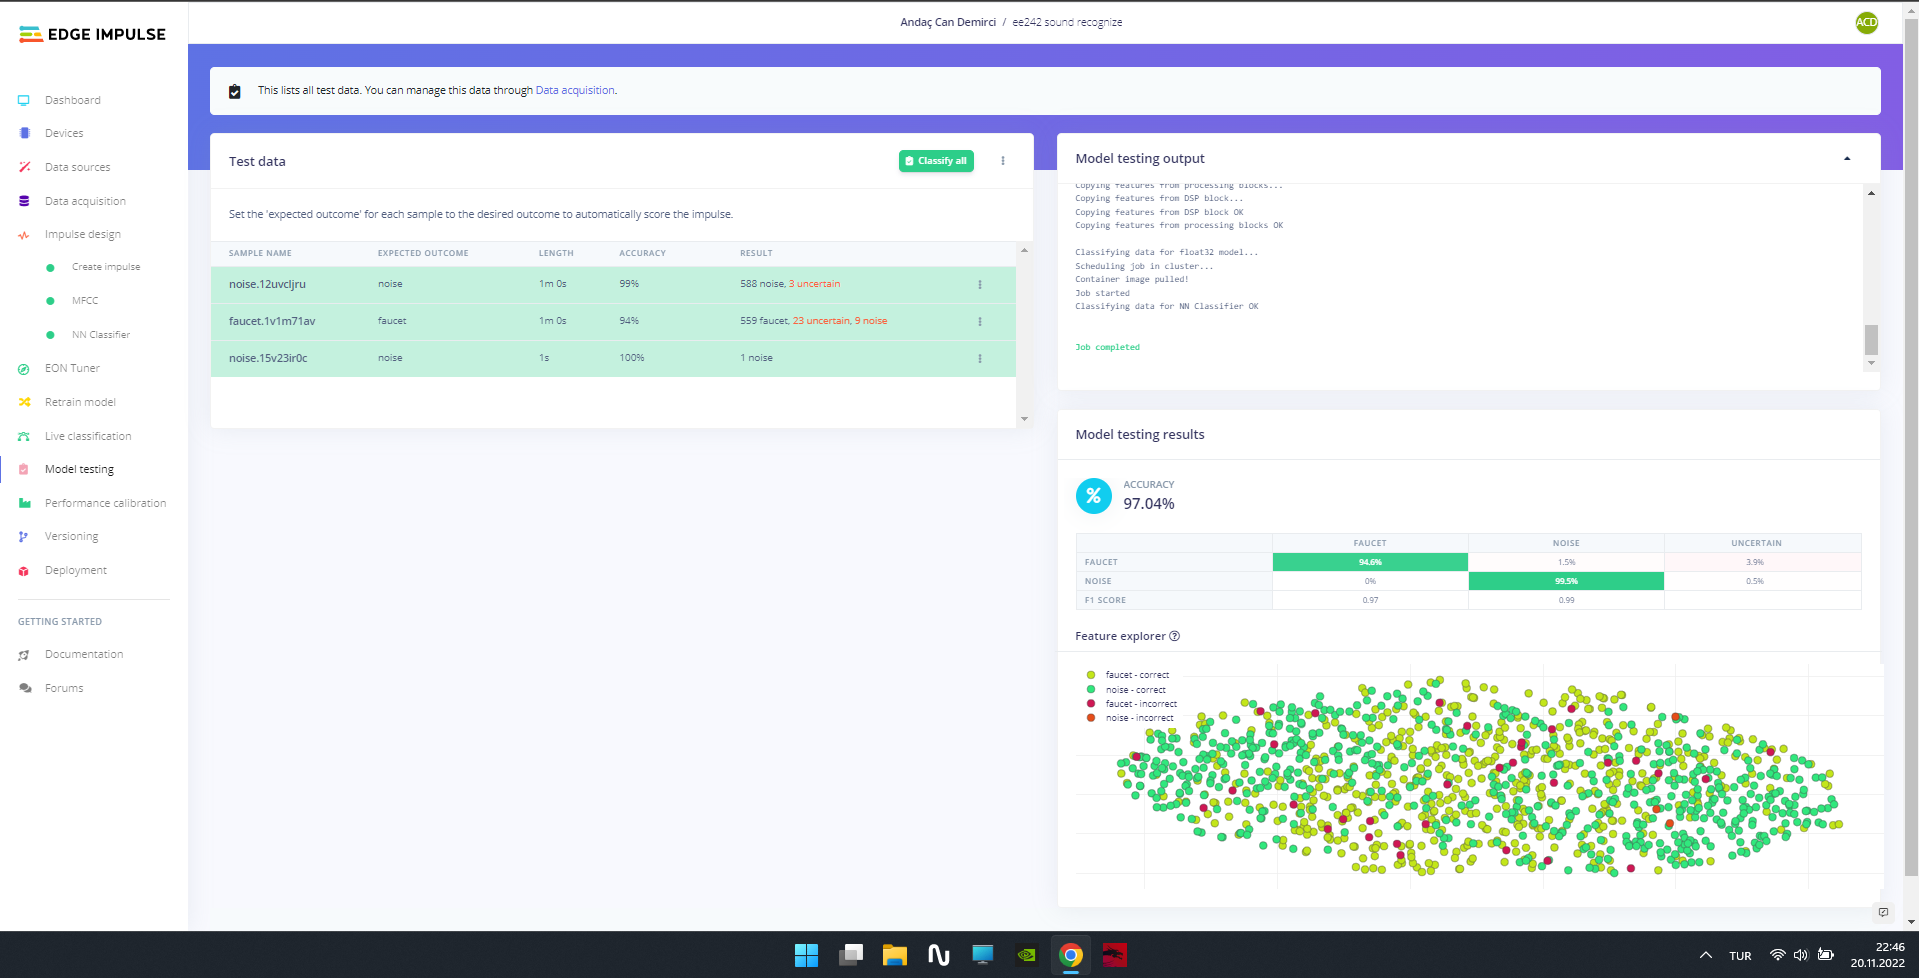 EDGE IMPULSE
Andaç Can Demirci / ee242 sound recognize
ACD
Dashboard
Devices
Data sources
Data acquisition
Impulse design
Create impulse
MFCC
NN Classifier
EON Tuner
Retrain model
Live classification
Model testing
Performance calibration
Versioning
Deployment
GETTING STARTED
Documentation
Forums
This lists all test data. You can manage this data through Data acquisition.
Test data
Classify all
Set the 'expected outcome' for each sample to the desired outcome to automatically score the impulse.
SAMPLE NAME EXPECTED OUTCOME LENGTH ACCURACY RESULT
noise.12uvcljru noise 1m 0s 99% 588 noise, 3 uncertain
faucet.1v1m71av faucet 1m 0s 94% 559 faucet, 23 uncertain, 9 noise
noise.15v23ir0c noise 1s 100% 1 noise
Model testing output
Copying features from processing blocks...
Copying features from DSP block...
Copying features from DSP block OK
Copying features from processing blocks OK
Classifying data for float32 model...
Scheduling job in cluster...
Container image pulled!
Job started
Classifying data for NN Classifier OK
Job completed
Model testing results
%
ACCURACY
97.04%
FAUCET NOISE UNCERTAIN
FAUCET 94.6% 1.5% 3.9%
NOISE 0% 99.5% 0.5%
F1 SCORE 0.97 0.99
Feature explorer ?
faucet - correct
noise - correct
faucet - incorrect
noise - incorrect
TUR
22:46
20.11.2022